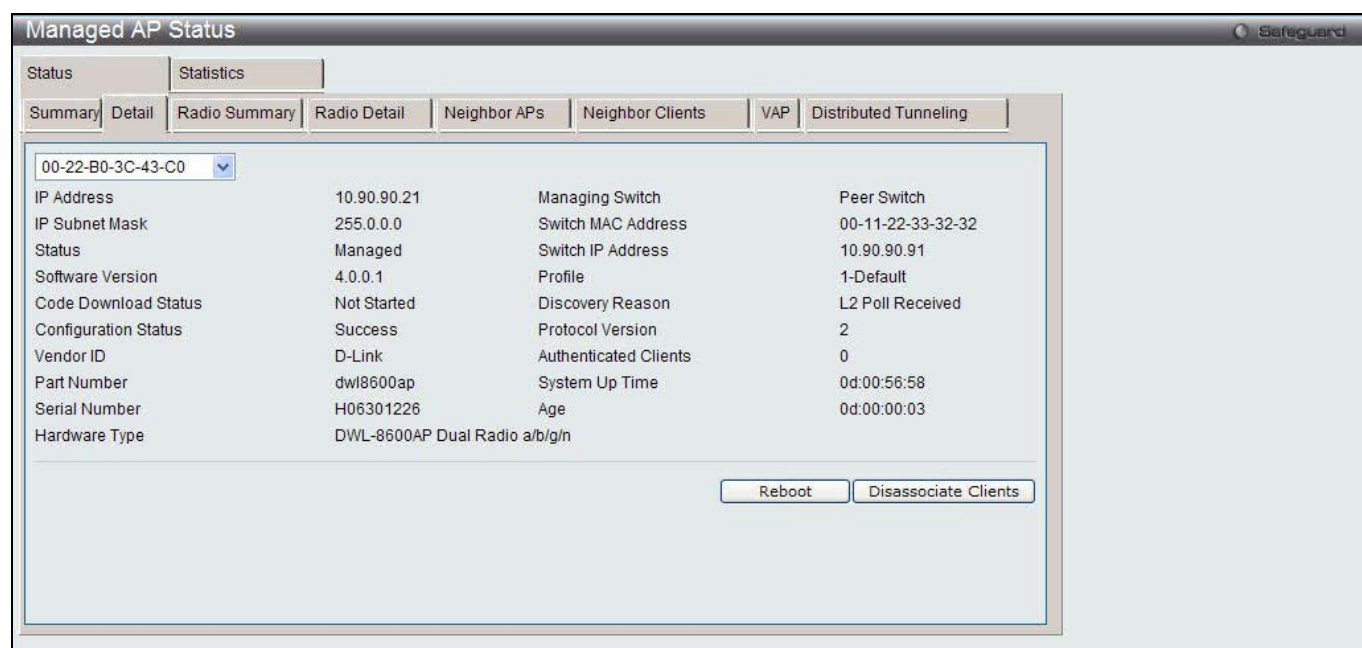 Managed AP Status
Safeguard
Status Statistics
Summary Detail Radio Summary Radio Detail Neighbor APs Neighbor Clients VAP Distributed Tunneling
00-22-B0-3C-43-C0
IP Address 10.90.90.21 Managing Switch Peer Switch
IP Subnet Mask 255.0.0.0 Switch MAC Address 00-11-22-33-32-32
Status Managed Switch IP Address 10.90.90.91
Software Version 4.0.0.1 Profile 1-Default
Code Download Status Not Started Discovery Reason L2 Poll Received
Configuration Status Success Protocol Version 2
Vendor ID D-Link Authenticated Clients 0
Part Number dwl8600ap System Up Time 0d:00:56:58
Serial Number H06301226 Age 0d:00:00:03
Hardware Type DWL-8600AP Dual Radio a/b/g/n
Reboot Disassociate Clients